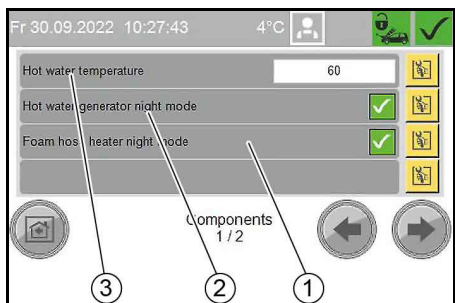 Fr 30.09.2022 10:27:43 4°C
Hot water temperature 60
Hot water generator night mode
Foam hose heater night mode
Components
1 / 2
3 2 1